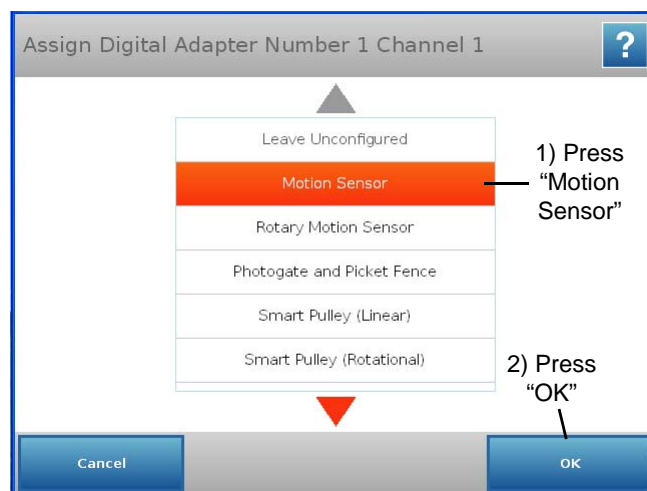 Assign Digital Adapter Number 1 Channel 1
?
Leave Unconfigured
Motion Sensor
1) Press
“Motion
Sensor”
Rotary Motion Sensor
Photogate and Picket Fence
Smart Pulley (Linear)
Smart Pulley (Rotational)
2) Press
“OK”
Cancel
OK